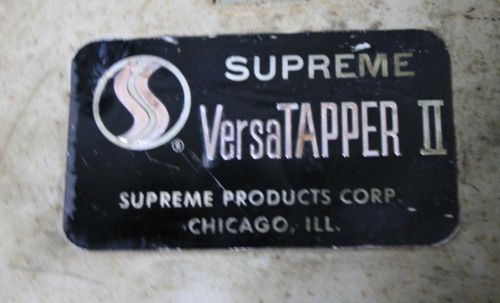 SUPREME
S ®
VersaTAPPER II
SUPREME PRODUCTS CORP.
CHICAGO, ILL.